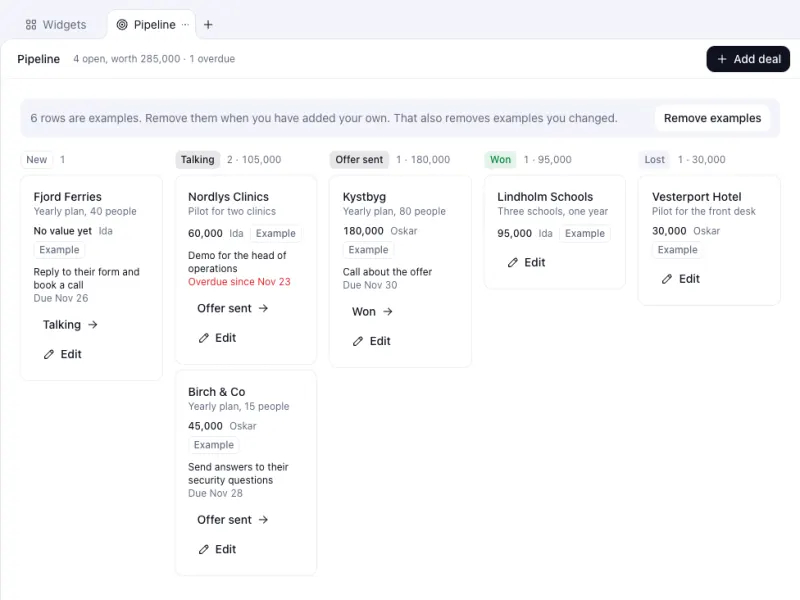 Widgets
Pipeline ···
Pipeline 4 open, worth 285,000 · 1 overdue
+ Add deal
6 rows are examples. Remove them when you have added your own. That also removes examples you changed.
Remove examples
New 1
Fjord Ferries
Yearly plan, 40 people
No value yet Ida
Example
Reply to their form and
book a call
Due Nov 26
Talking →
Edit
Talking 2 · 105,000
Nordlys Clinics
Pilot for two clinics
60,000 Ida Example
Demo for the head of
operations
Overdue since Nov 23
Offer sent →
Edit
Birch & Co
Yearly plan, 15 people
45,000 Oskar
Example
Send answers to their
security questions
Due Nov 28
Offer sent →
Edit
Offer sent 1 · 180,000
Kystbyg
Yearly plan, 80 people
180,000 Oskar
Example
Call about the offer
Due Nov 30
Won →
Edit
Won 1 · 95,000
Lindholm Schools
Three schools, one year
95,000 Ida Example
Edit
Lost 1 · 30,000
Vesterport Hotel
Pilot for the front desk
30,000 Oskar
Example
Edit